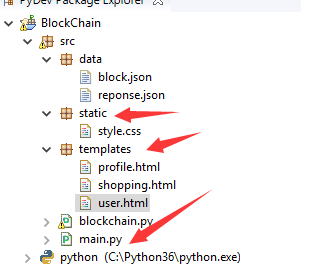 PyDev Package Explorer
BlockChain
src
data
block.json
reponse.json
static
style.css
templates
profile.html
shopping.html
user.html
blockchain.py
main.py
python (C:\Python36\python.exe)